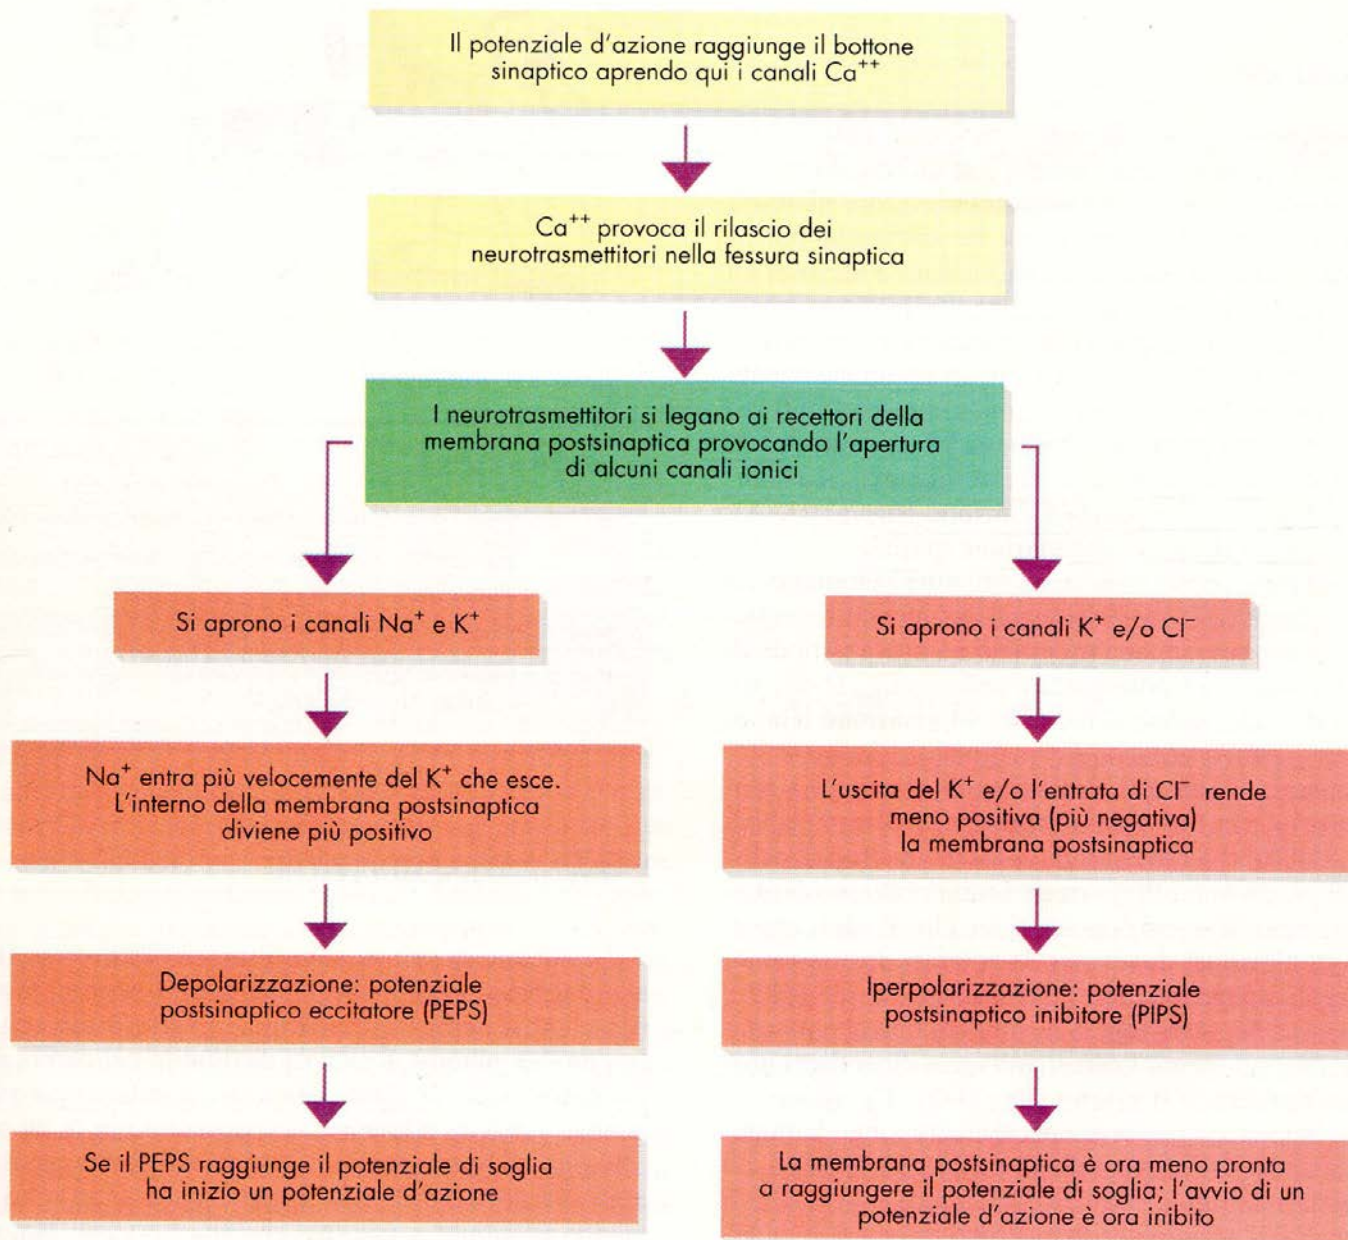 Il potenziale d'azione raggiunge il bottone
sinaptico aprendo qui i canali Ca⁺⁺
Ca⁺⁺ provoca il rilascio dei
neurotrasmettitori nella fessura sinaptica
I neurotrasmettitori si legano ai recettori della
membrana postsinaptica provocando l'apertura
di alcuni canali ionici
Si aprono i canali Na⁺ e K⁺
Na⁺ entra più velocemente del K⁺ che esce.
L'interno della membrana postsinaptica
diviene più positivo
Depolarizzazione: potenziale
postsinaptico eccitatore (PEPS)
Se il PEPS raggiunge il potenziale di soglia
ha inizio un potenziale d'azione
Si aprono i canali K⁺ e/o Cl⁻
L'uscita del K⁺ e/o l'entrata di Cl⁻ rende
meno positiva (più negativa)
la membrana postsinaptica
Iperpolarizzazione: potenziale
postsinaptico inibitore (PIPS)
La membrana postsinaptica è ora meno pronta
a raggiungere il potenziale di soglia; l'avvio di un
potenziale d'azione è ora inibito